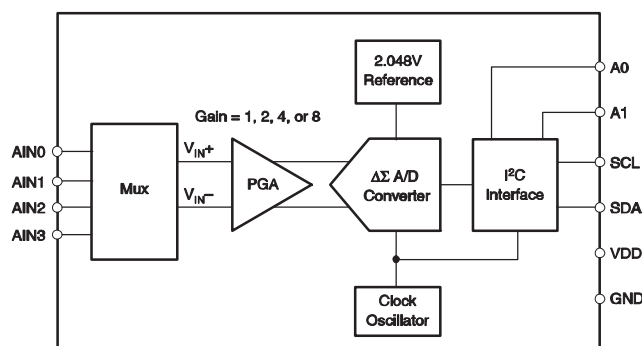 2.048V
Reference
A0
A1
Gain = 1, 2, 4, or 8
AIN0
AIN1
AIN2
AIN3
Mux
VIN+
VIN−
PGA
ΔΣ A/D
Converter
I²C
Interface
SCL
SDA
VDD
GND
Clock
Oscillator